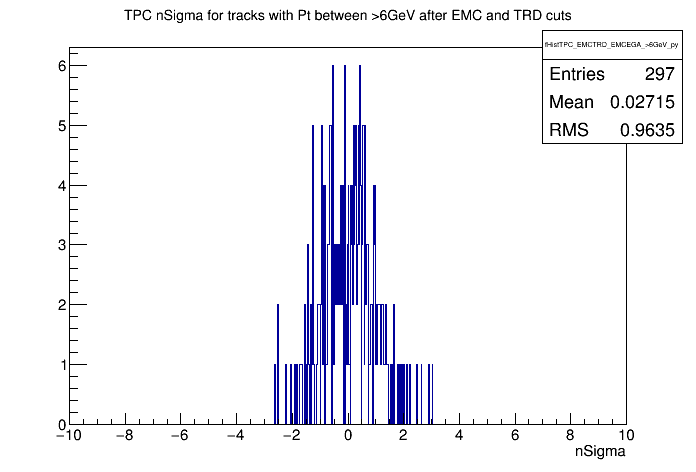 TPC nSigma for tracks with Pt between >6GeV after EMC and TRD cuts
fHistTPC_EMCTRD_EMCEGA_>6GeV_py
Entries 297
Mean 0.02715
RMS 0.9635
6
5
4
3
2
1
0
−10 −8 −6 −4 −2 0 2 4 6 8 10
nSigma